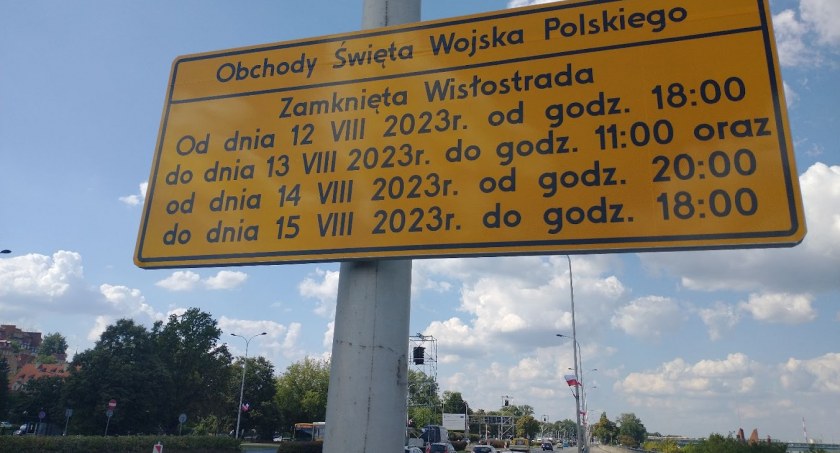 Obchody Święta Wojska Polskiego
Zamknięta Wisłostrada
Od dnia 12 VIII 2023r. od godz. 18:00
do dnia 13 VIII 2023r. do godz. 11:00 oraz
od dnia 14 VIII 2023r. od godz. 20:00
do dnia 15 VIII 2023r. do godz. 18:00